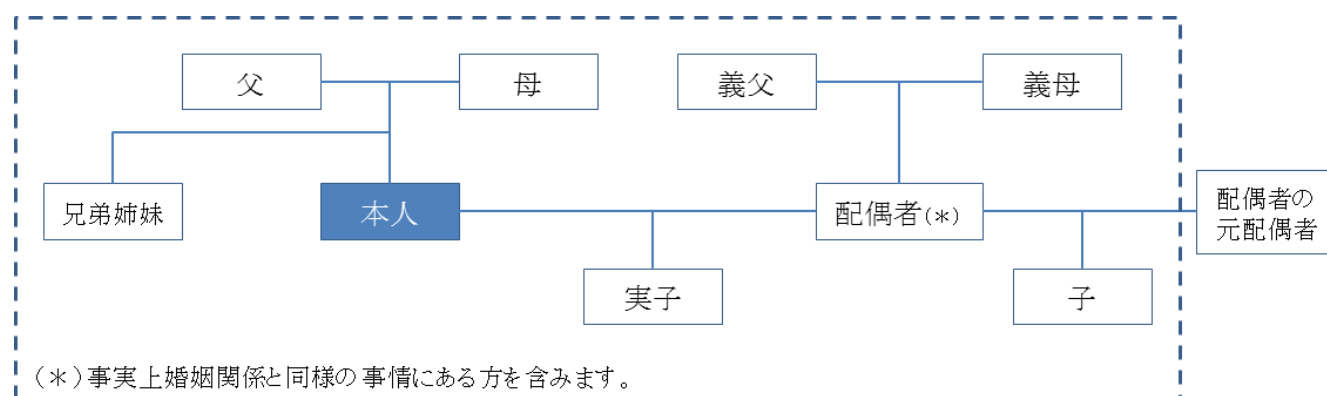 父
母
義父
義母
兄弟姉妹
本人
配偶者(＊)
配偶者の
元配偶者
実子
子
(＊)事実上婚姻関係と同様の事情にある方を含みます。